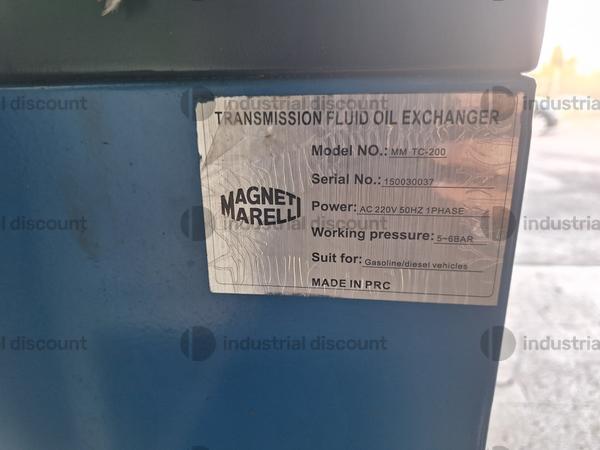 TRANSMISSION FLUID OIL EXCHANGER
Model NO.: MM-TC-200
Serial No.: 150030037
MAGNETI
MARELLI
Power: AC 220V 50HZ 1PHASE
Working pressure: 5~6BAR
Suit for: Gasoline/diesel vehicles
MADE IN PRC
industrial discount
industrial discount
industrial discount